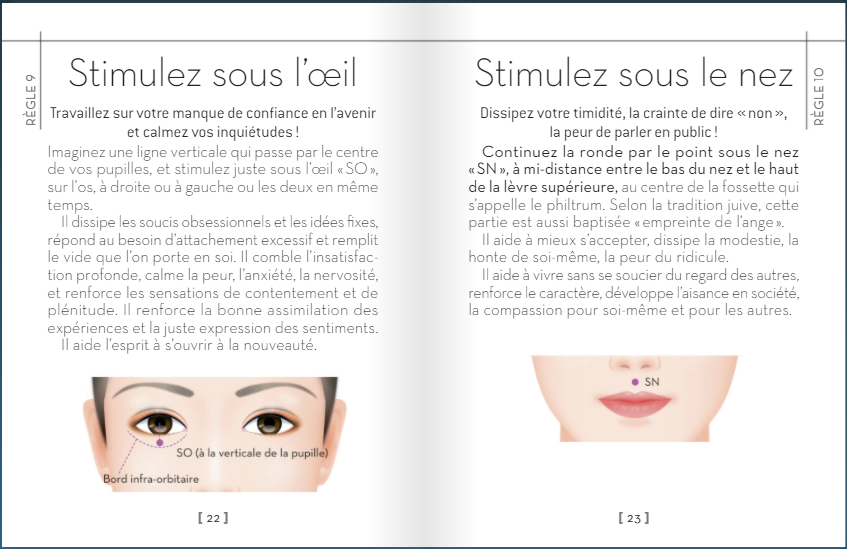 RÈGLE 9
Stimulez sous l'œil
Travaillez sur votre manque de confiance en l'avenir
et calmez vos inquiétudes !
Imaginez une ligne verticale qui passe par le centre
de vos pupilles, et stimulez juste sous l'œil « SO »,
sur l'os, à droite ou à gauche ou les deux en même
temps.
Il dissipe les soucis obsessionnels et les idées fixes,
répond au besoin d'attachement excessif et remplit
le vide que l'on porte en soi. Il comble l'insatisfac-
tion profonde, calme la peur, l'anxiété, la nervosité,
et renforce les sensations de contentement et de
plénitude. Il renforce la bonne assimilation des
expériences et la juste expression des sentiments.
Il aide l'esprit à s'ouvrir à la nouveauté.
SO (à la verticale de la pupille)
Bord infra-orbitaire
[ 22 ]
RÈGLE 10
Stimulez sous le nez
Dissipez votre timidité, la crainte de dire « non »,
la peur de parler en public !
Continuez la ronde par le point sous le nez
« SN », à mi-distance entre le bas du nez et le haut
de la lèvre supérieure, au centre de la fossette qui
s'appelle le philtrum. Selon la tradition juive, cette
partie est aussi baptisée « empreinte de l'ange ».
Il aide à mieux s'accepter, dissipe la modestie, la
honte de soi-même, la peur du ridicule.
Il aide à vivre sans se soucier du regard des autres,
renforce le caractère, développe l'aisance en société,
la compassion pour soi-même et pour les autres.
SN
[ 23 ]